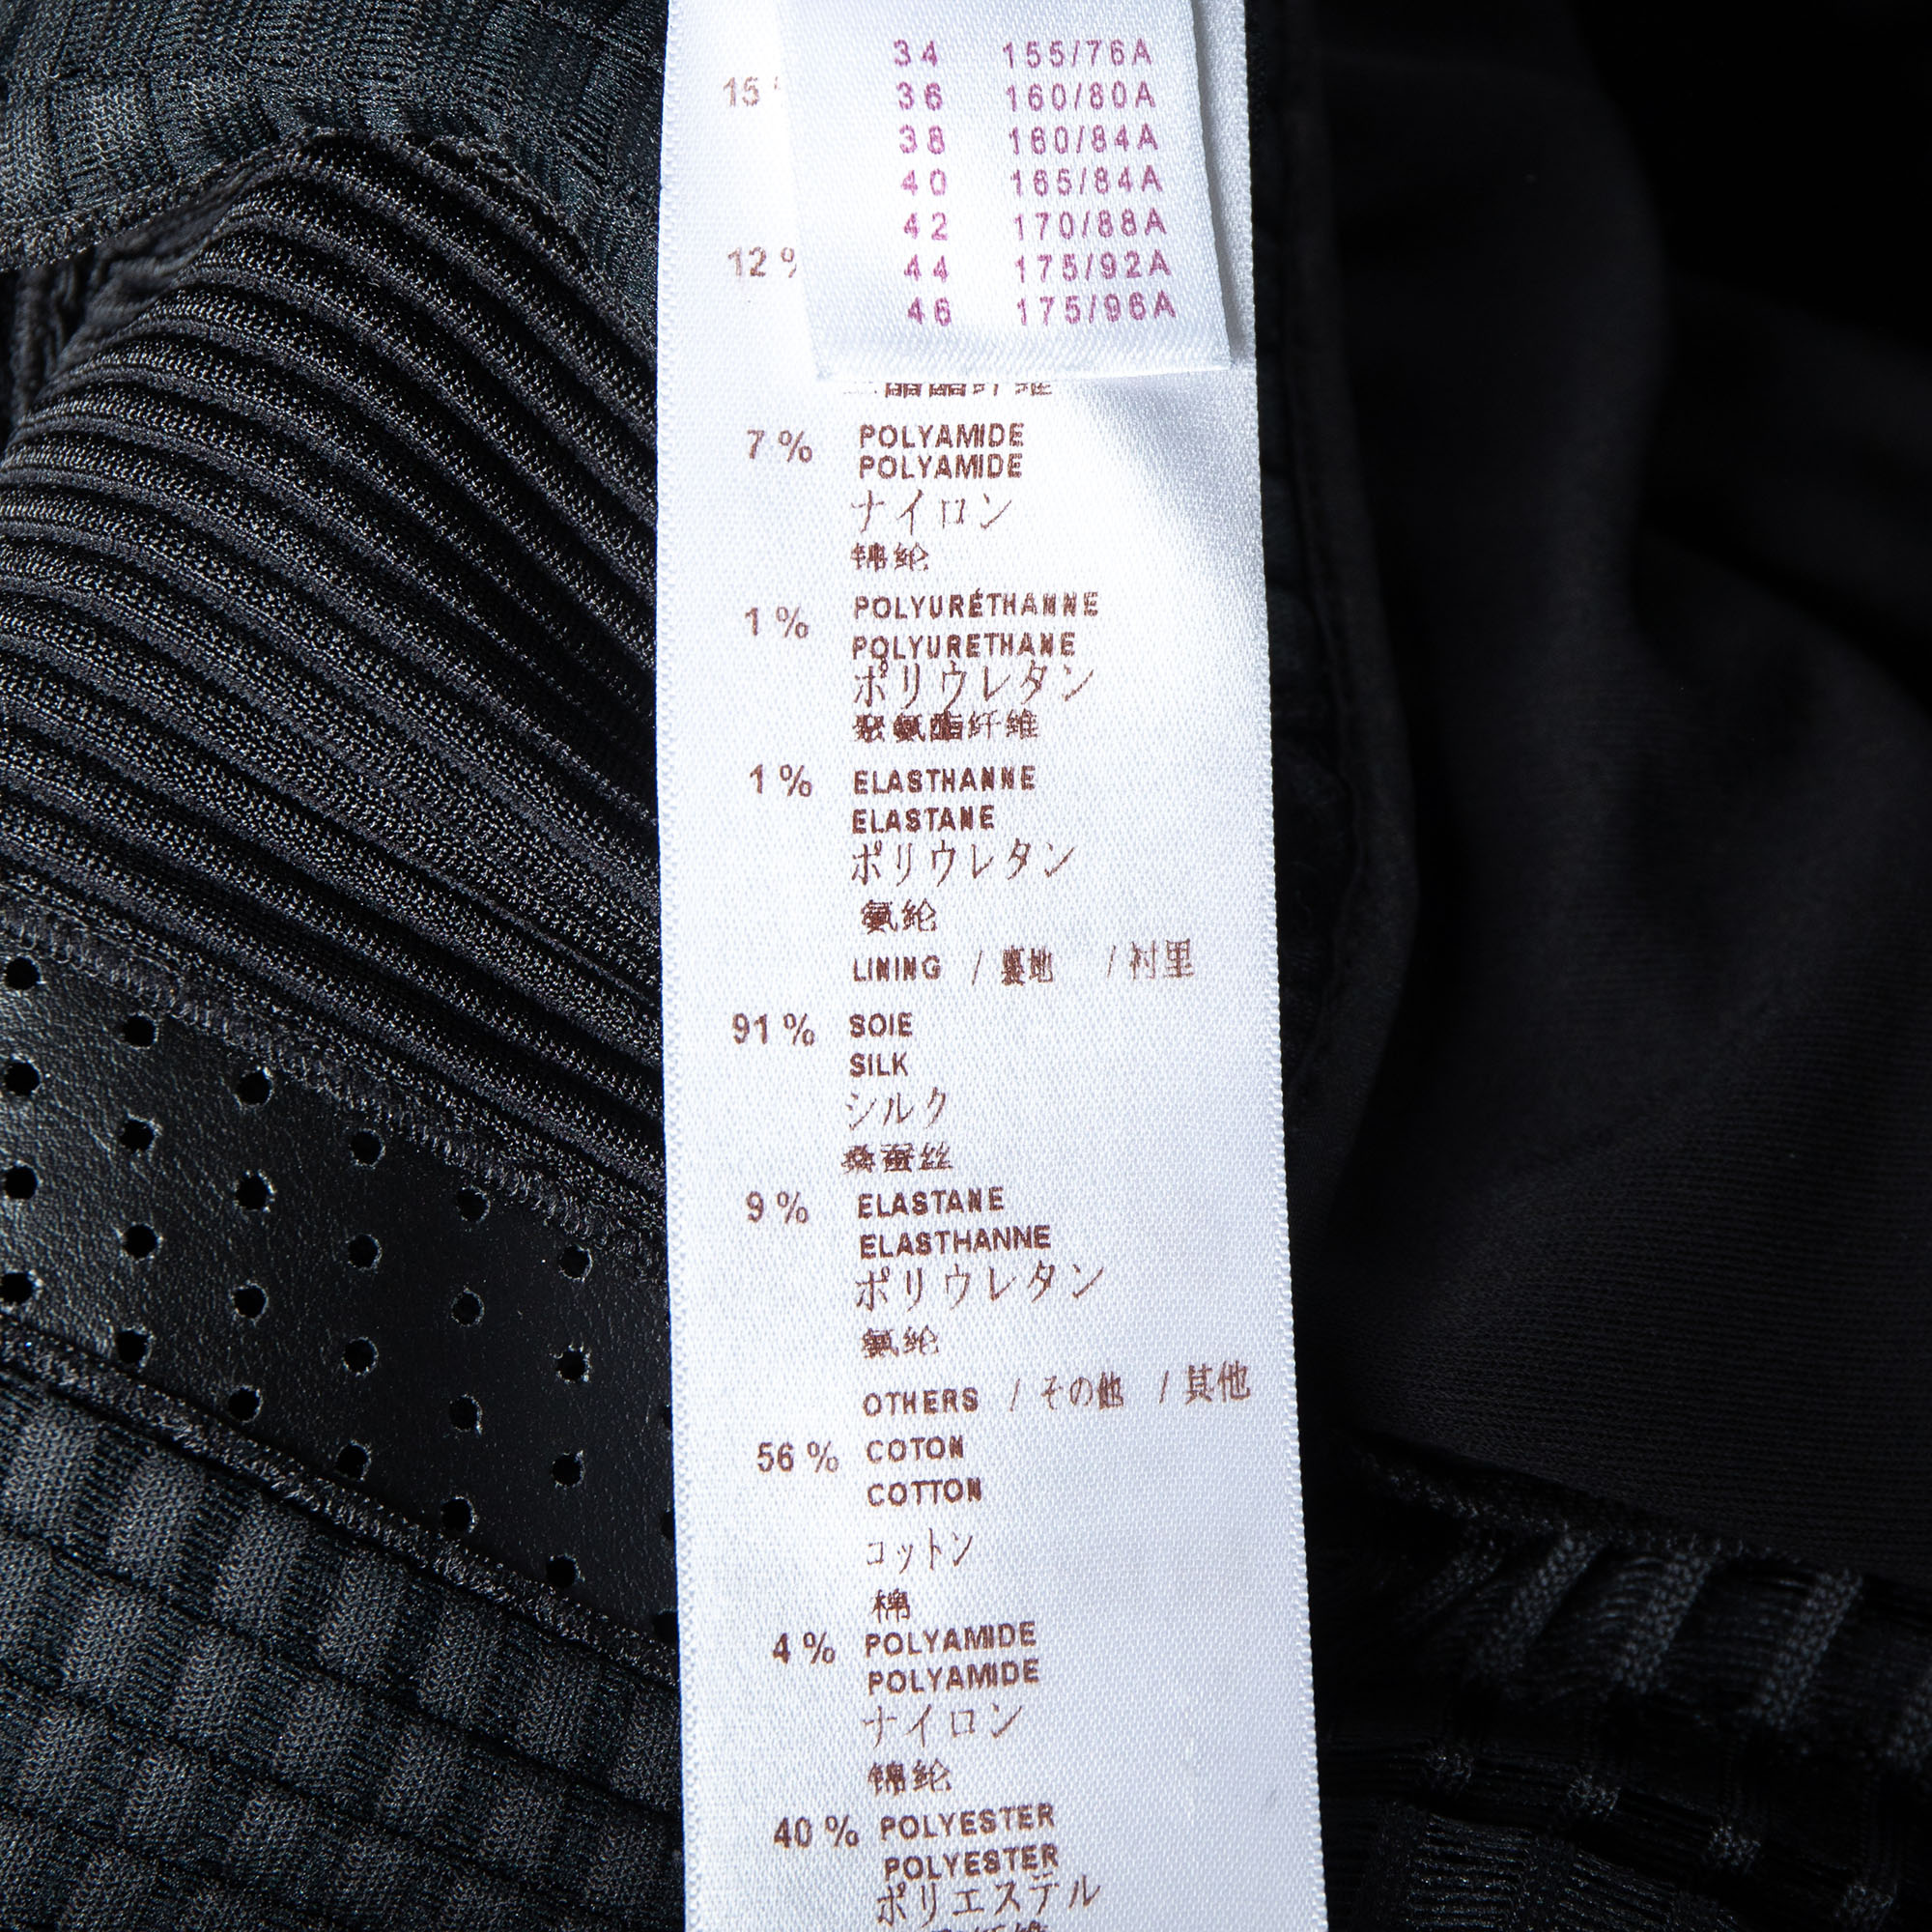 34 155/76A
36 160/80A
15
38 160/84A
40 165/84A
42 170/88A
12 %
44 175/92A
46 175/96A
7 % POLYAMIDE
POLYAMIDE
ナイロン
锦纶
1 % POLYURÉTHANNE
POLYURETHANE
ポリウレタン
聚氨酯纤维
1 % ELASTHANNE
ELASTANE
ポリウレタン
氨纶
LINING / 裏地 / 衬里
91 % SOIE
SILK
シルク
桑蚕丝
9 % ELASTANE
ELASTHANNE
ポリウレタン
氨纶
OTHERS / その他 / 其他
56 % COTON
COTTON
コットン
棉
4 % POLYAMIDE
POLYAMIDE
ナイロン
锦纶
40 % POLYESTER
POLYESTER
ポリエステル